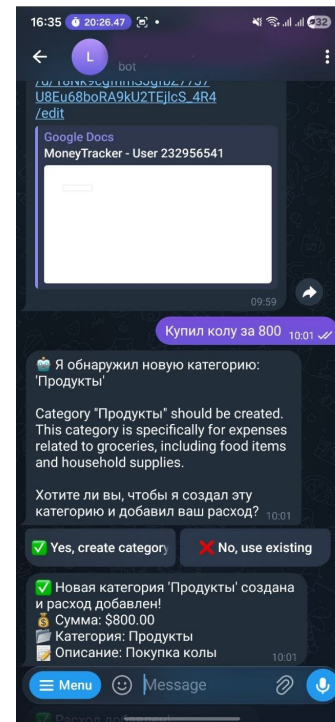 16:35 20:26.47 32
L
bot
U8Eu68boRA9kU2TEjlcS_4R4
/edit
Google Docs
MoneyTracker - User 232956541
09:59
Купил колу за 800 10:01
Я обнаружил новую категорию:
'Продукты'
Category "Продукты" should be created.
This category is specifically for expenses
related to groceries, including food items
and household supplies.
Хотите ли вы, чтобы я создал эту
категорию и добавил ваш расход? 10:01
Yes, create category
No, use existing
Новая категория 'Продукты' создана
и расход добавлен!
Сумма: $800.00
Категория: Продукты
Описание: Покупка колы 10:01
Menu Message